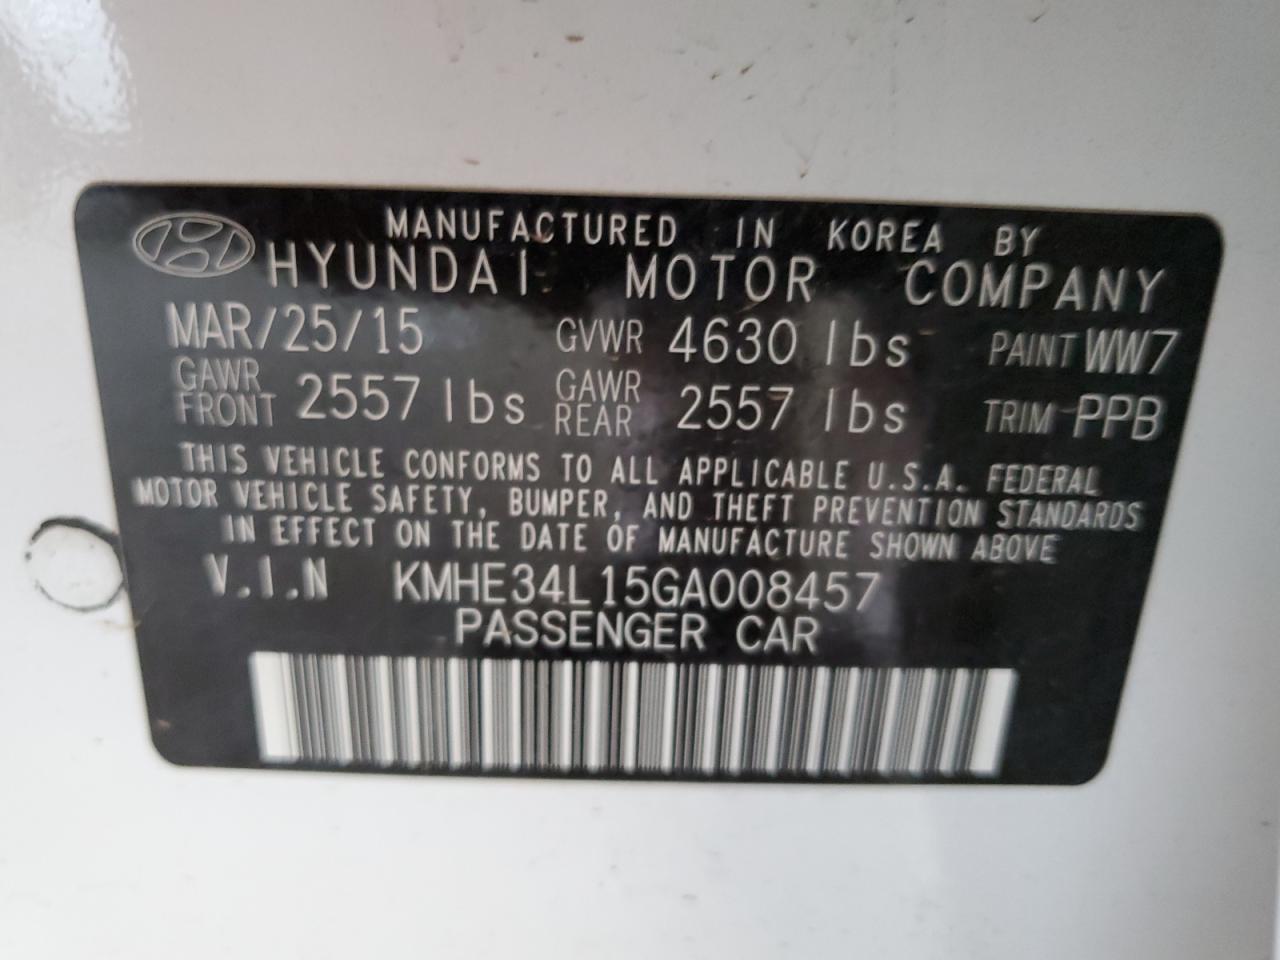 MANUFACTURED IN KOREA BY
HYUNDAI MOTOR COMPANY
MAR/25/15 GVWR 4630 lbs PAINT WW7
GAWR FRONT 2557 lbs GAWR REAR 2557 lbs TRIM PPB
THIS VEHICLE CONFORMS TO ALL APPLICABLE U.S.A. FEDERAL
MOTOR VEHICLE SAFETY, BUMPER, AND THEFT PREVENTION STANDARDS
IN EFFECT ON THE DATE OF MANUFACTURE SHOWN ABOVE
V.I.N KMHE34L15GA008457
PASSENGER CAR